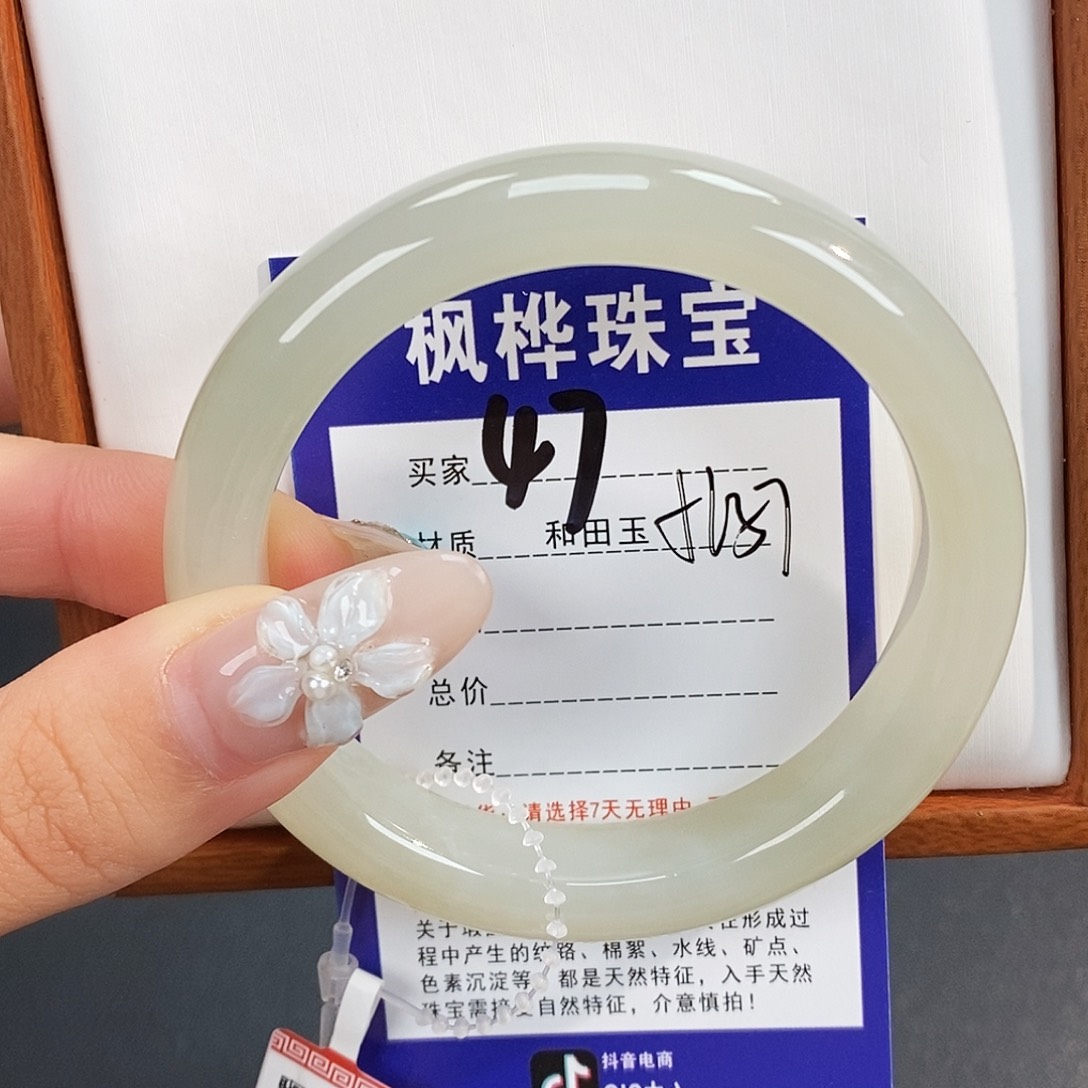 枫桦珠宝
47
买家
材质 和田玉
总价
备注
请选择7天无理由
关于 形成过
程中产生的纹路、棉絮、水线、矿点、
色素沉淀等,都是天然特征,入手天然
珠宝需接受自然特征,介意慎拍!
抖音电商